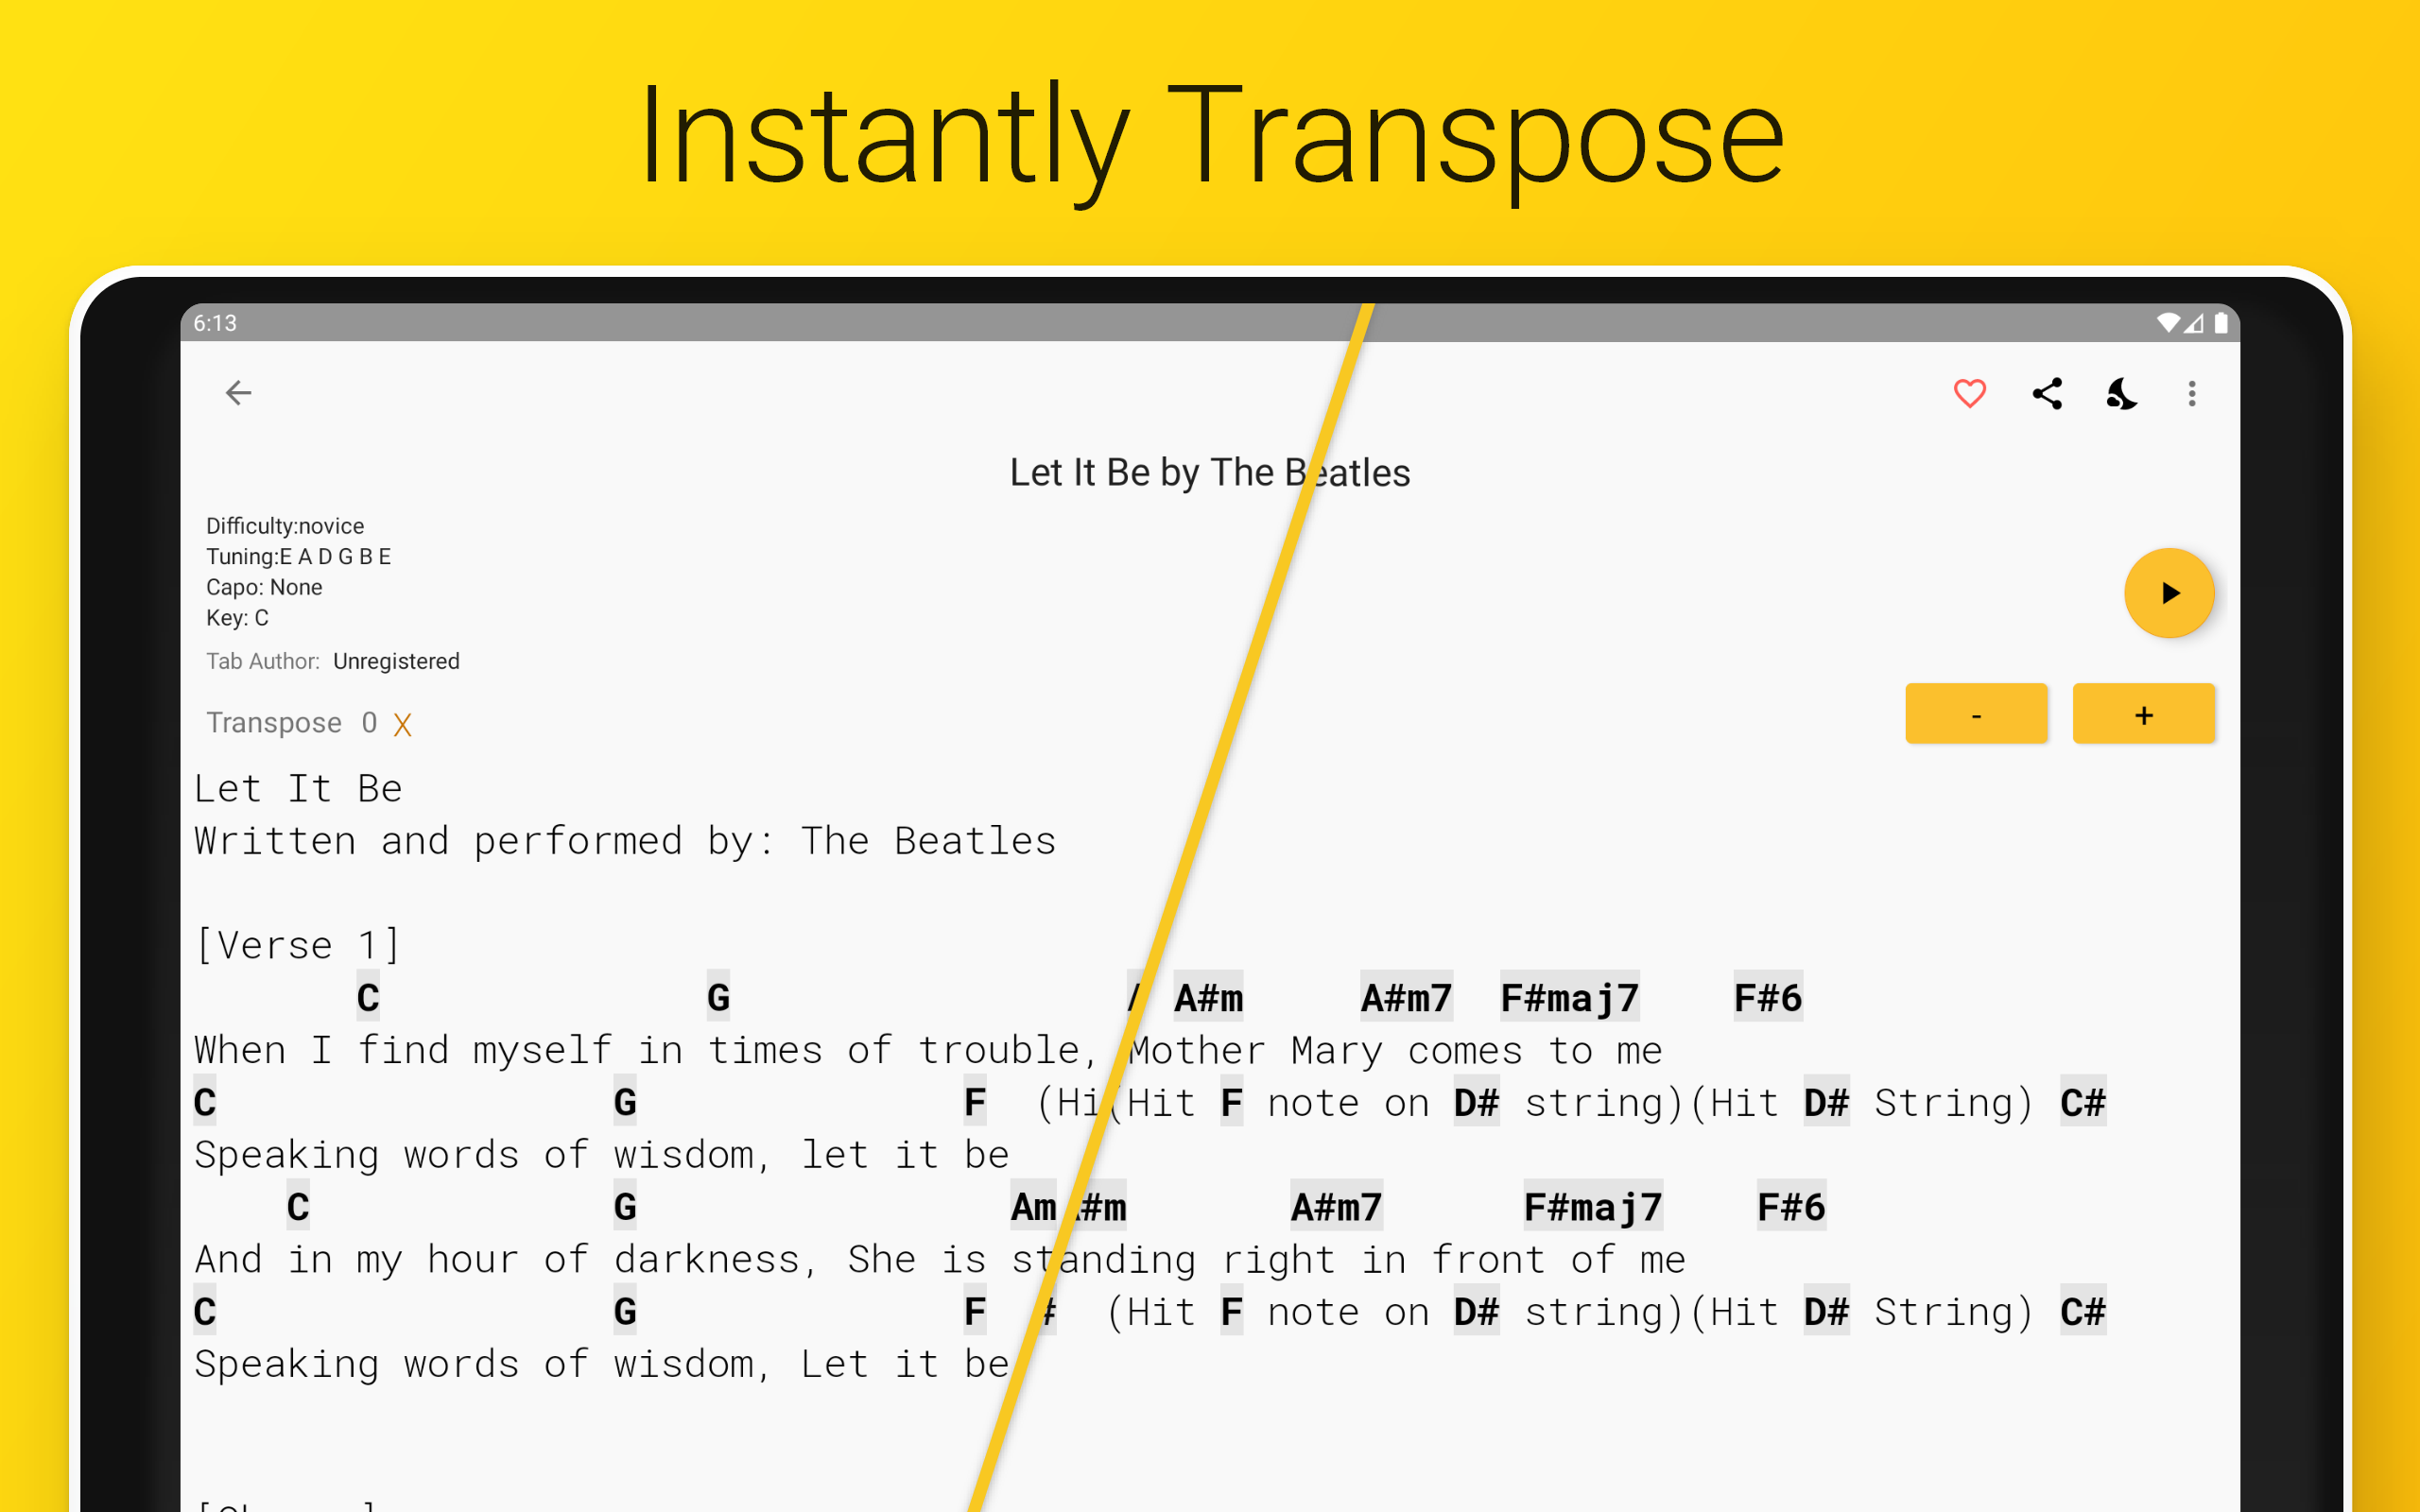 Instantly Transpose
6:13
Let It Be by The Beatles
Difficulty:novice
Tuning:E A D G B E
Capo: None
Key: C
Tab Author: Unregistered
Transpose 0 X
- +
Let It Be
Written and performed by: The Beatles
[Verse 1]
C G A#m A#m7 F#maj7 F#6
When I find myself in times of trouble, Mother Mary comes to me
C G F (Hi(Hit F note on D# string)(Hit D# String) C#
Speaking words of wisdom, let it be
C G Am #m A#m7 F#maj7 F#6
And in my hour of darkness, She is standing right in front of me
C G F # (Hit F note on D# string)(Hit D# String) C#
Speaking words of wisdom, Let it be